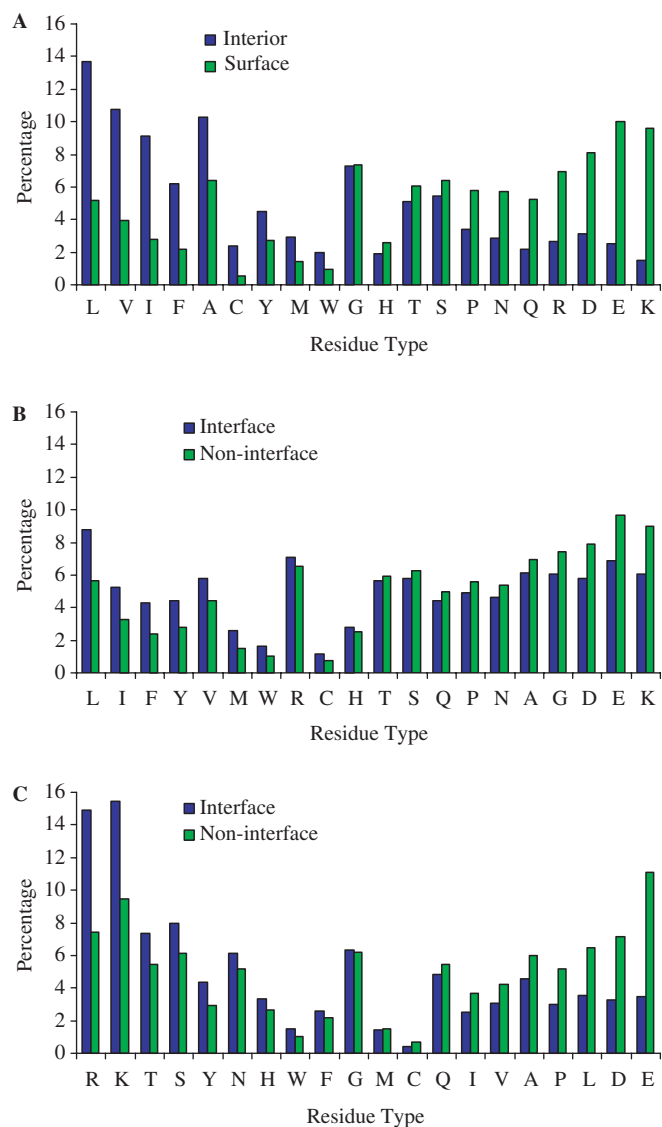 A
16
14
12
10
8
6
4
2
0
Percentage
Interior
Surface
L V I F A C Y M W G H T S P N Q R D E K
Residue Type
B
16
14
12
10
8
6
4
2
0
Percentage
Interface
Non-interface
L I F Y V M W R C H T S Q P N A G D E K
Residue Type
C
16
14
12
10
8
6
4
2
0
Percentage
Interface
Non-interface
R K T S Y N H W F G M C Q I V A P L D E
Residue Type